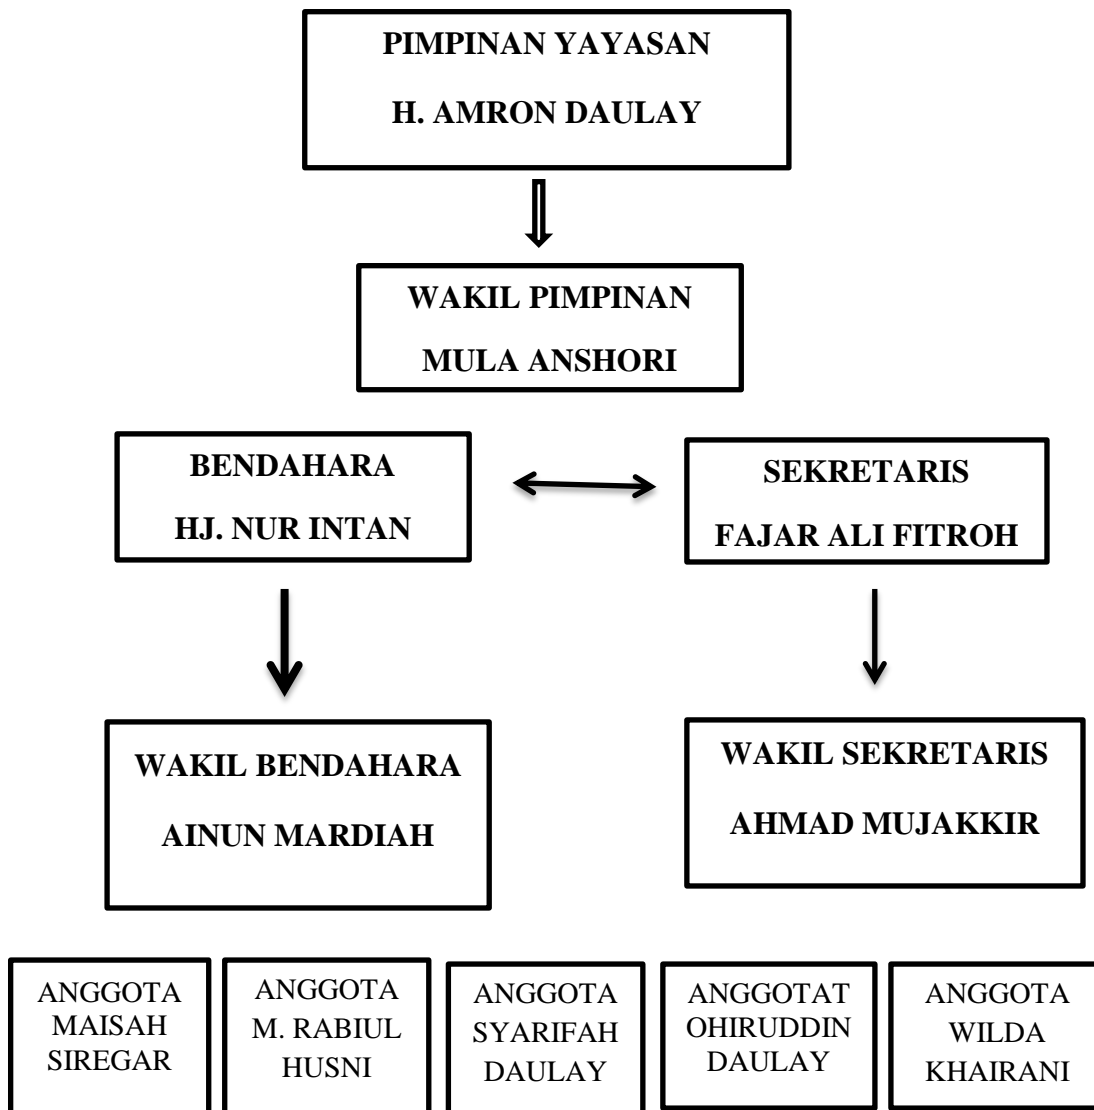 PIMPINAN YAYASAN
H. AMRON DAULAY
WAKIL PIMPINAN
MULA ANSHORI
BENDAHARA
HJ. NUR INTAN
SEKRETARIS
FAJAR ALI FITROH
WAKIL BENDAHARA
AINUN MARDIAH
WAKIL SEKRETARIS
AHMAD MUJAKKIR
ANGGOTA
MAISAH
SIREGAR
ANGGOTA
M. RABIUL
HUSNI
ANGGOTA
SYARIFAH
DAULAY
ANGGOTAT
OHIRUDDIN
DAULAY
ANGGOTA
WILDA
KHAIRANI